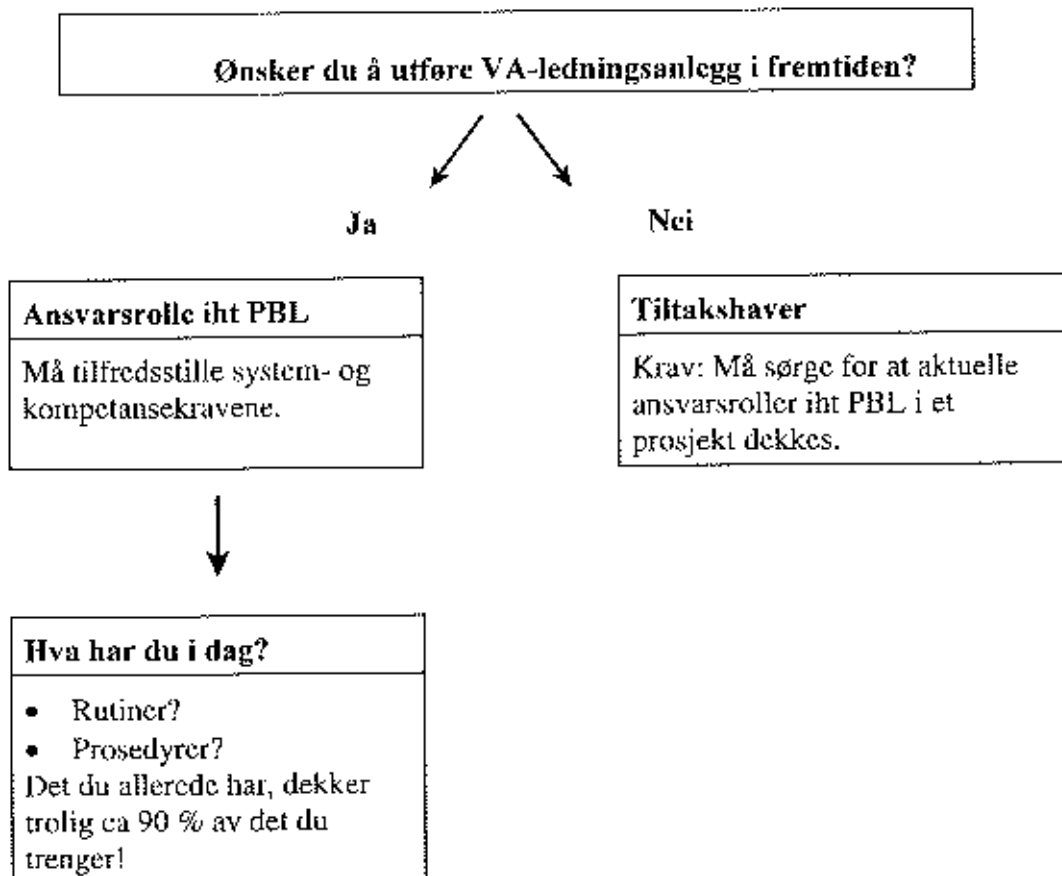 Ønsker du å utføre VA-ledningsanlegg i fremtiden?
Ja
Nei
Ansvarsrolle iht PBL
Må tilfredsstille system- og
kompetansekravene.
Tiltakshaver
Krav: Må sørge for at aktuelle
ansvarsroller iht PBL i et
prosjekt dekkes.
Hva har du i dag?
• Rutiner?
• Prosedyrer?
Det du allerede har, dekker
trolig ca 90 % av det du
trenger!